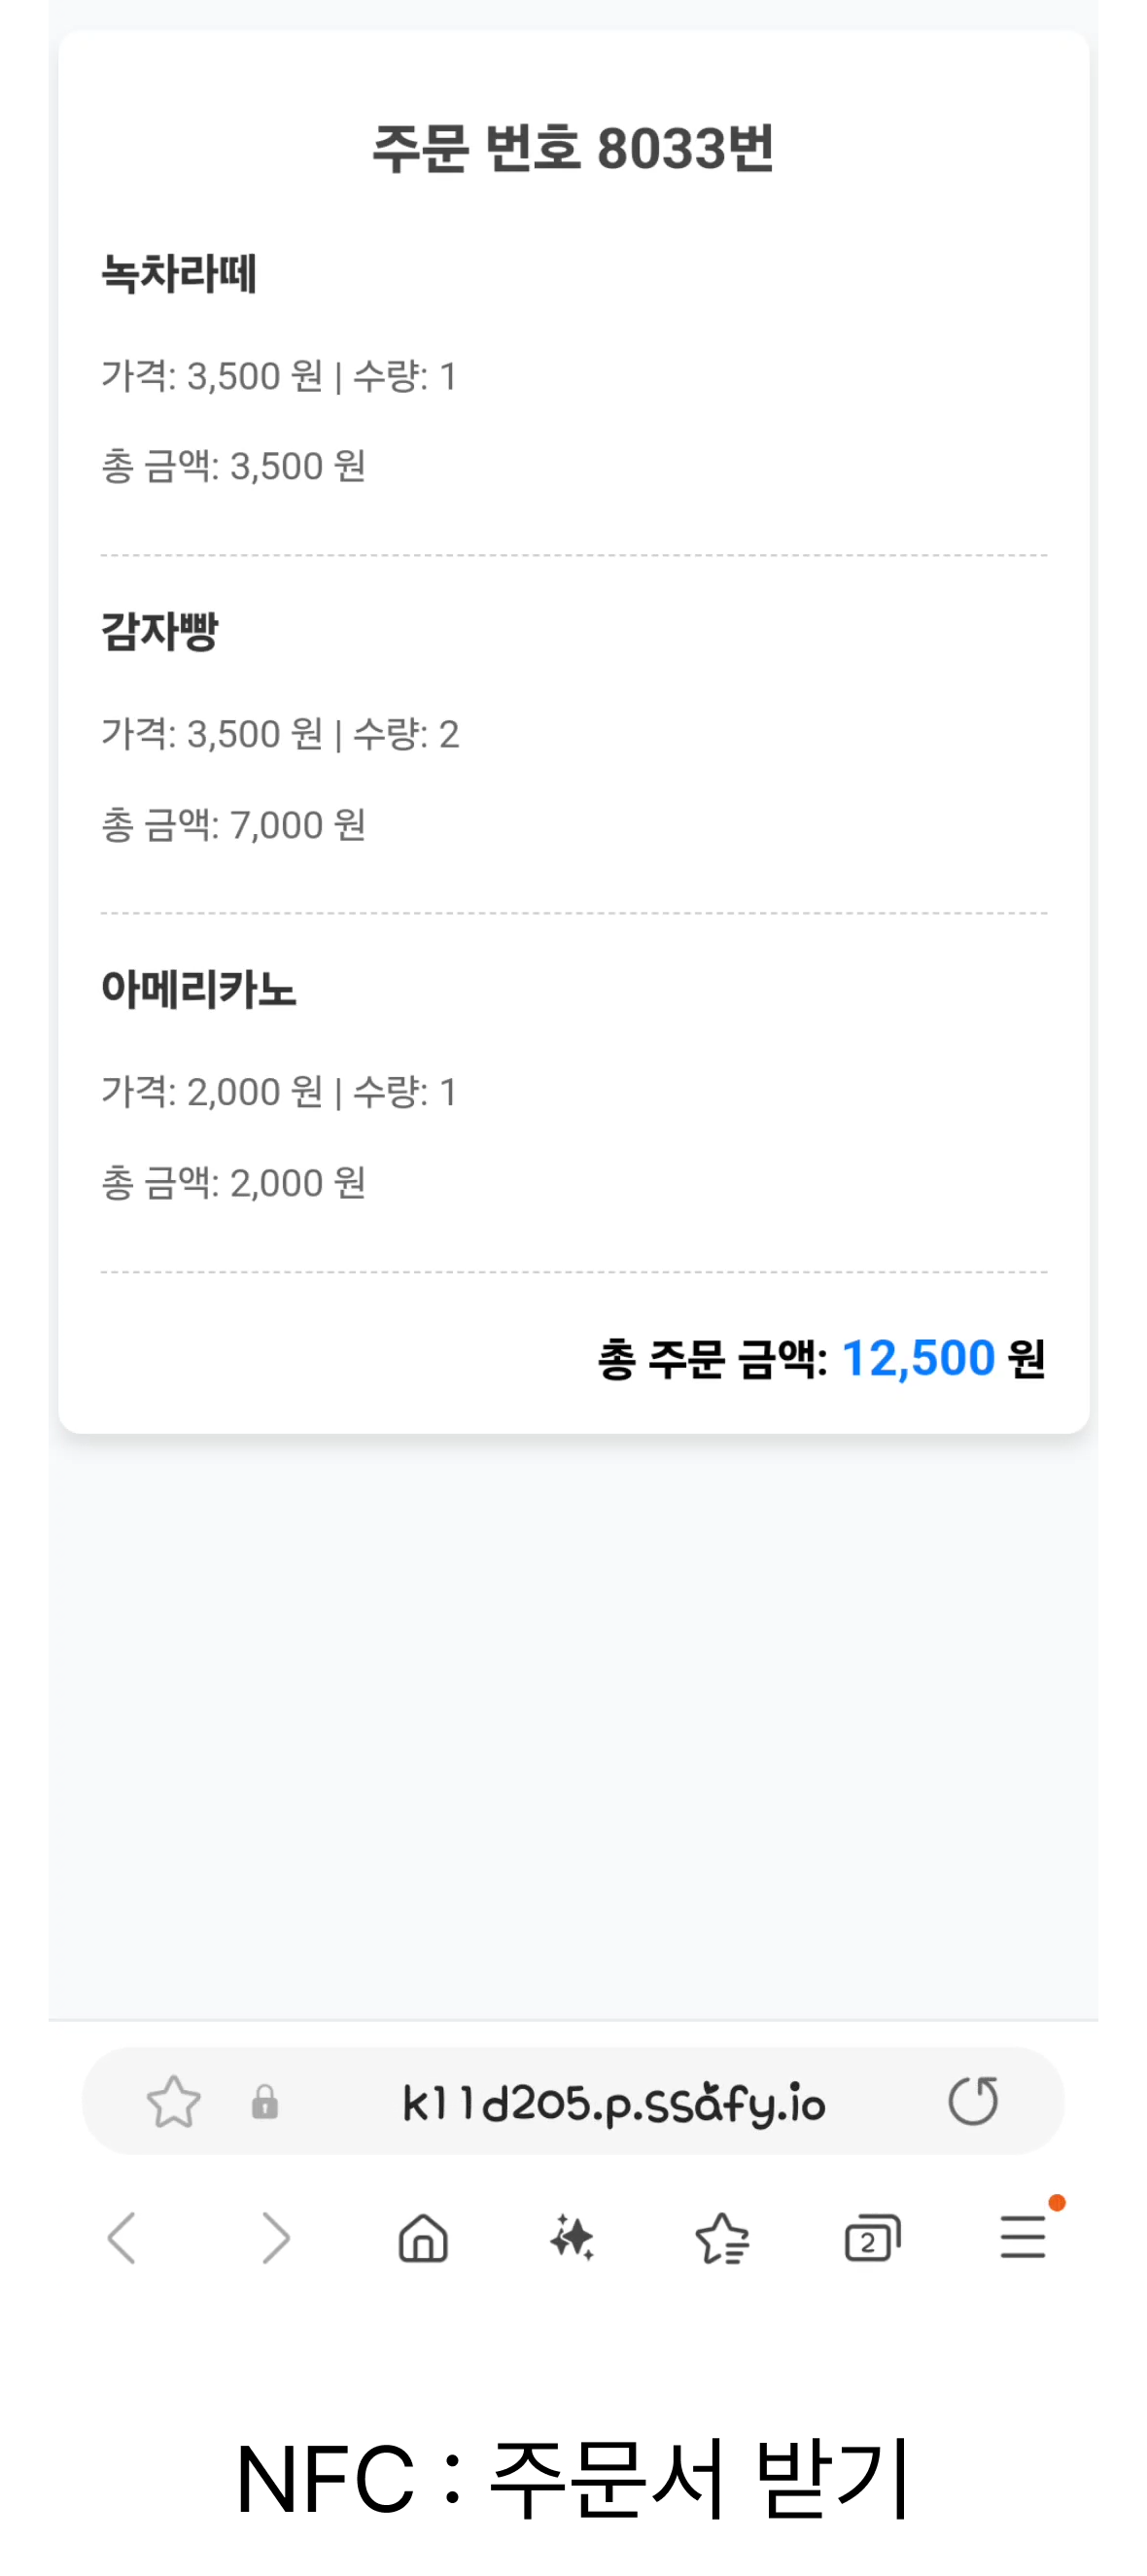 주문 번호 8033번
녹차라떼
가격: 3,500 원 | 수량: 1
총 금액: 3,500 원
감자빵
가격: 3,500 원 | 수량: 2
총 금액: 7,000 원
아메리카노
가격: 2,000 원 | 수량: 1
총 금액: 2,000 원
총 주문 금액: 12,500 원
k11d205.p.ssafy.io
2
NFC : 주문서 받기